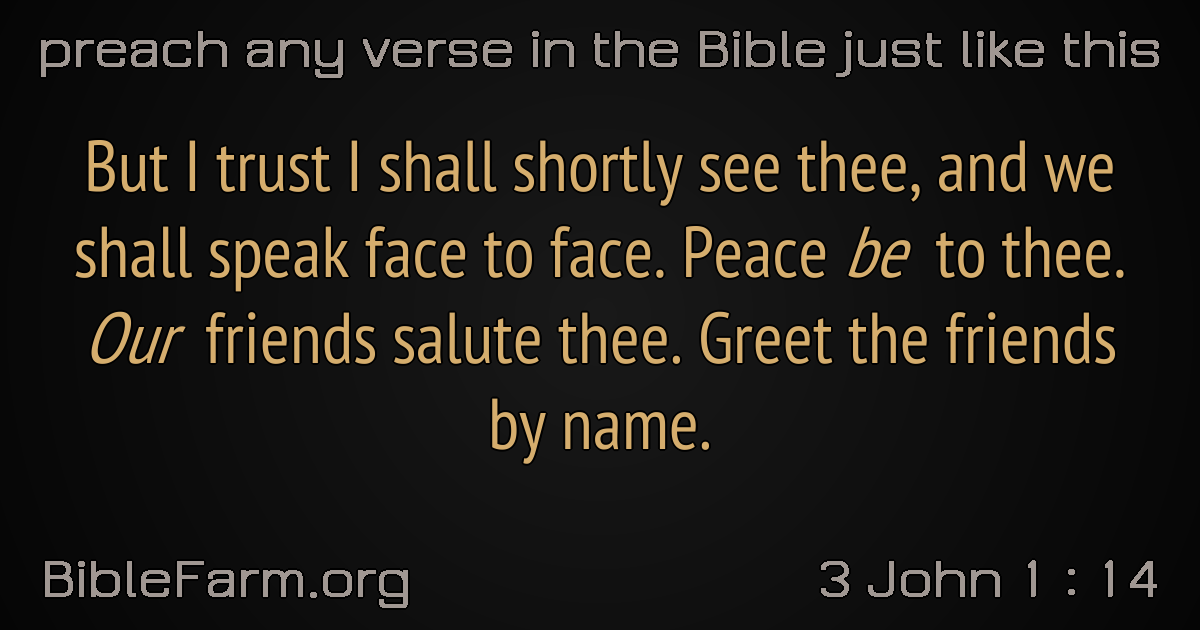 preach any verse in the Bible just like this
But I trust I shall shortly see thee, and we
shall speak face to face. Peace be to thee.
Our friends salute thee. Greet the friends
by name.
BibleFarm.org
3 John 1 : 14